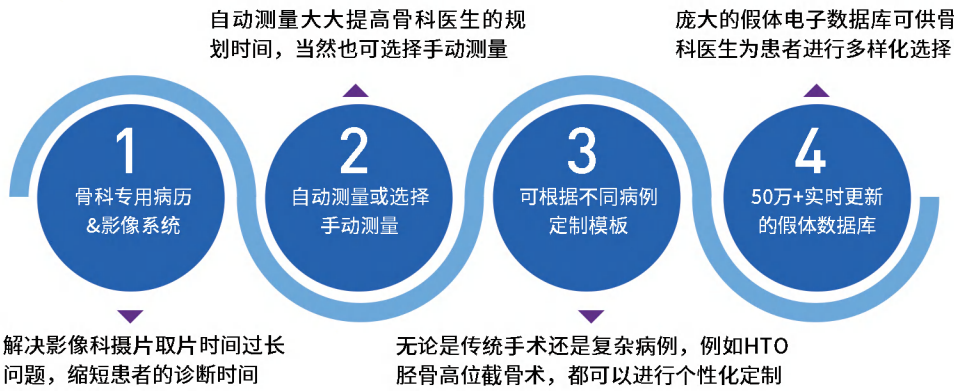 自动测量大大提高骨科医生的规
划时间，当然也可选择手动测量
庞大的假体电子数据库可供骨
科医生为患者进行多样化选择
1
骨科专用病历
&影像系统
2
自动测量或选择
手动测量
3
可根据不同病例
定制模板
4
50万+实时更新
的假体数据库
解决影像科摄片取片时间过长
问题，缩短患者的诊断时间
无论是传统手术还是复杂病例，例如HTO
胫骨高位截骨术，都可以进行个性化定制